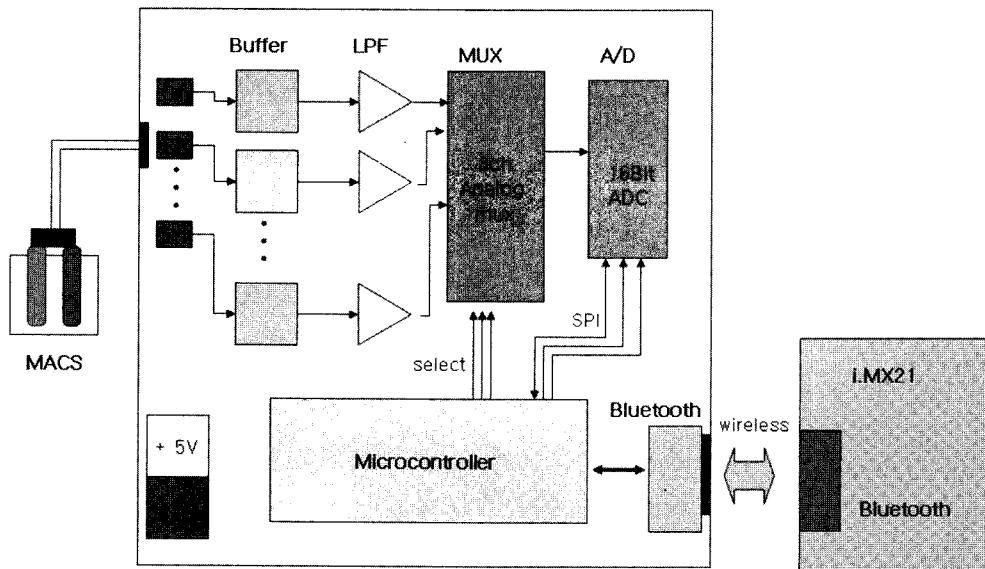 Buffer
LPF
MUX
A/D
8ch
Analog
mux
16Bit
ADC
MACS
select
SPI
+ 5V
Microcontroller
Bluetooth
wireless
i.MX21
Bluetooth